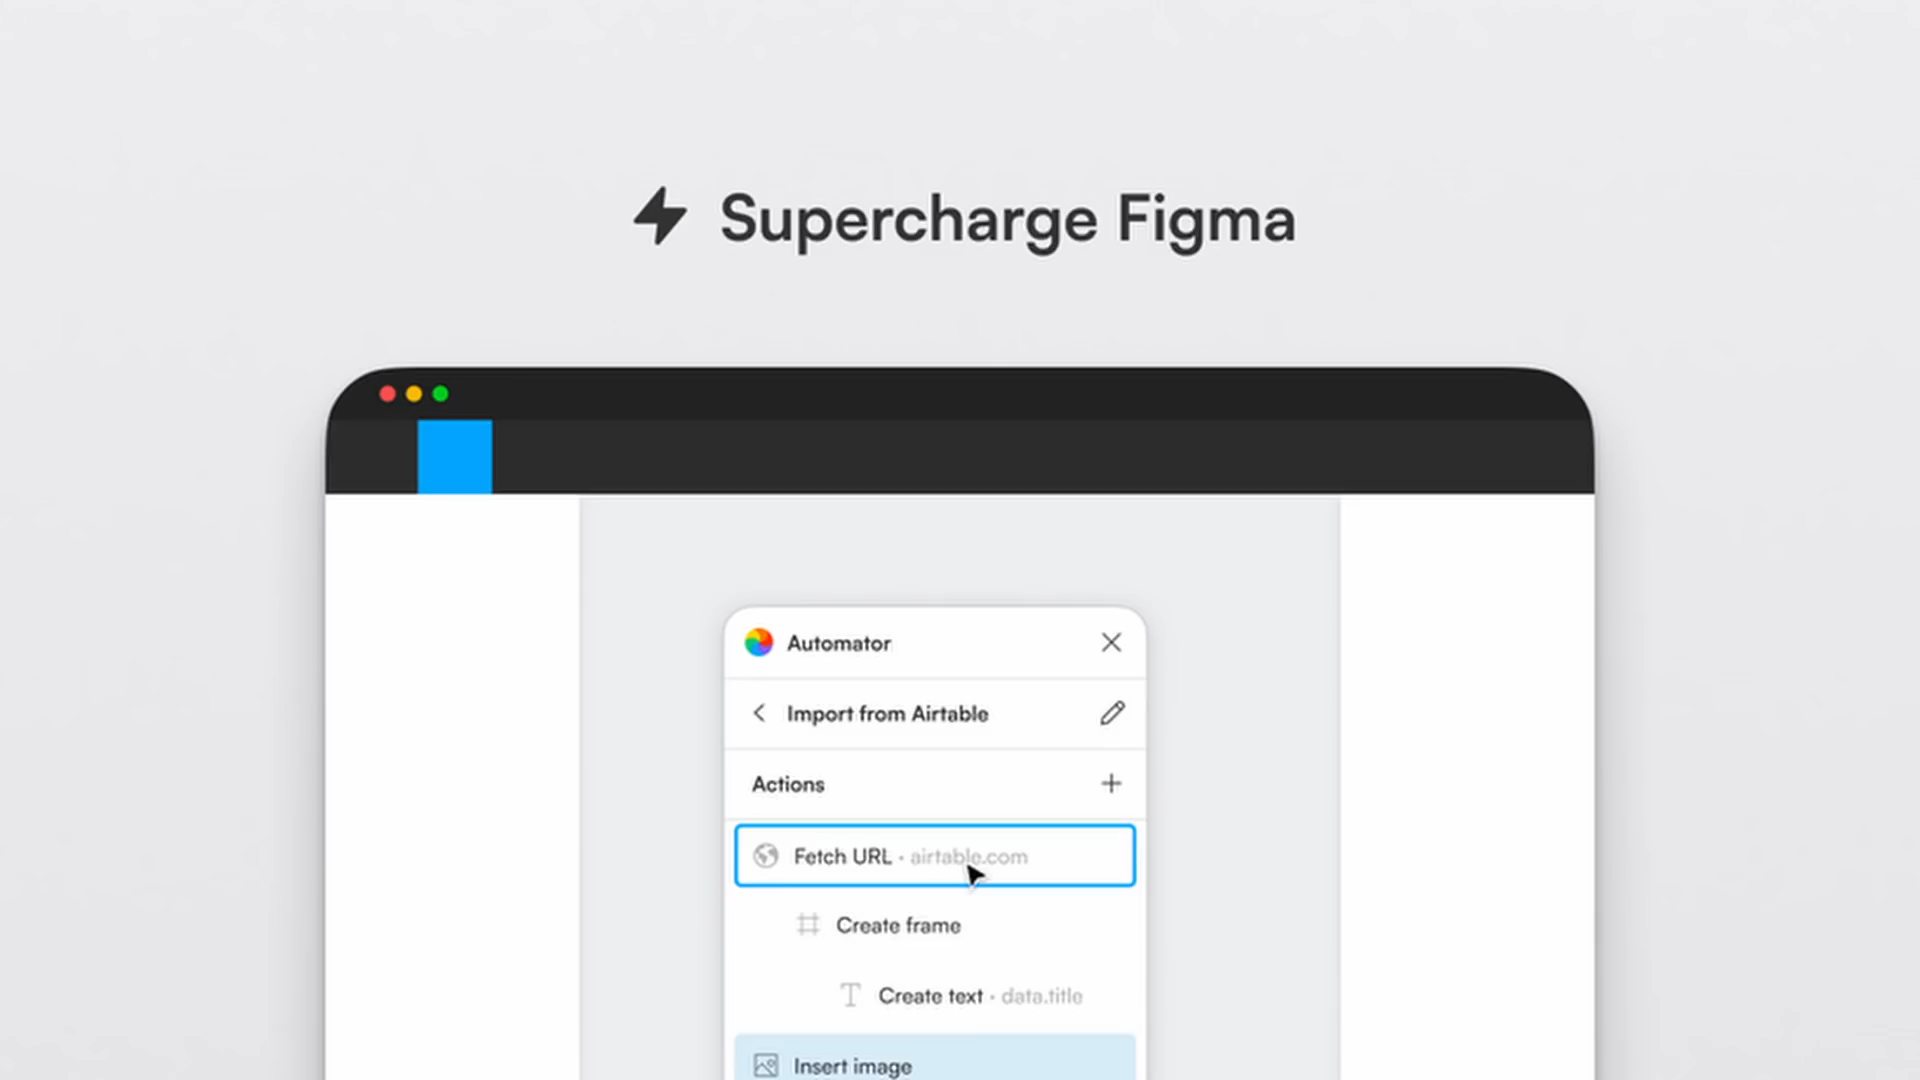 Supercharge Figma
Automator
Import from Airtable
Actions
Fetch URL · airtable.com
Create frame
Create text · data.title
Insert image